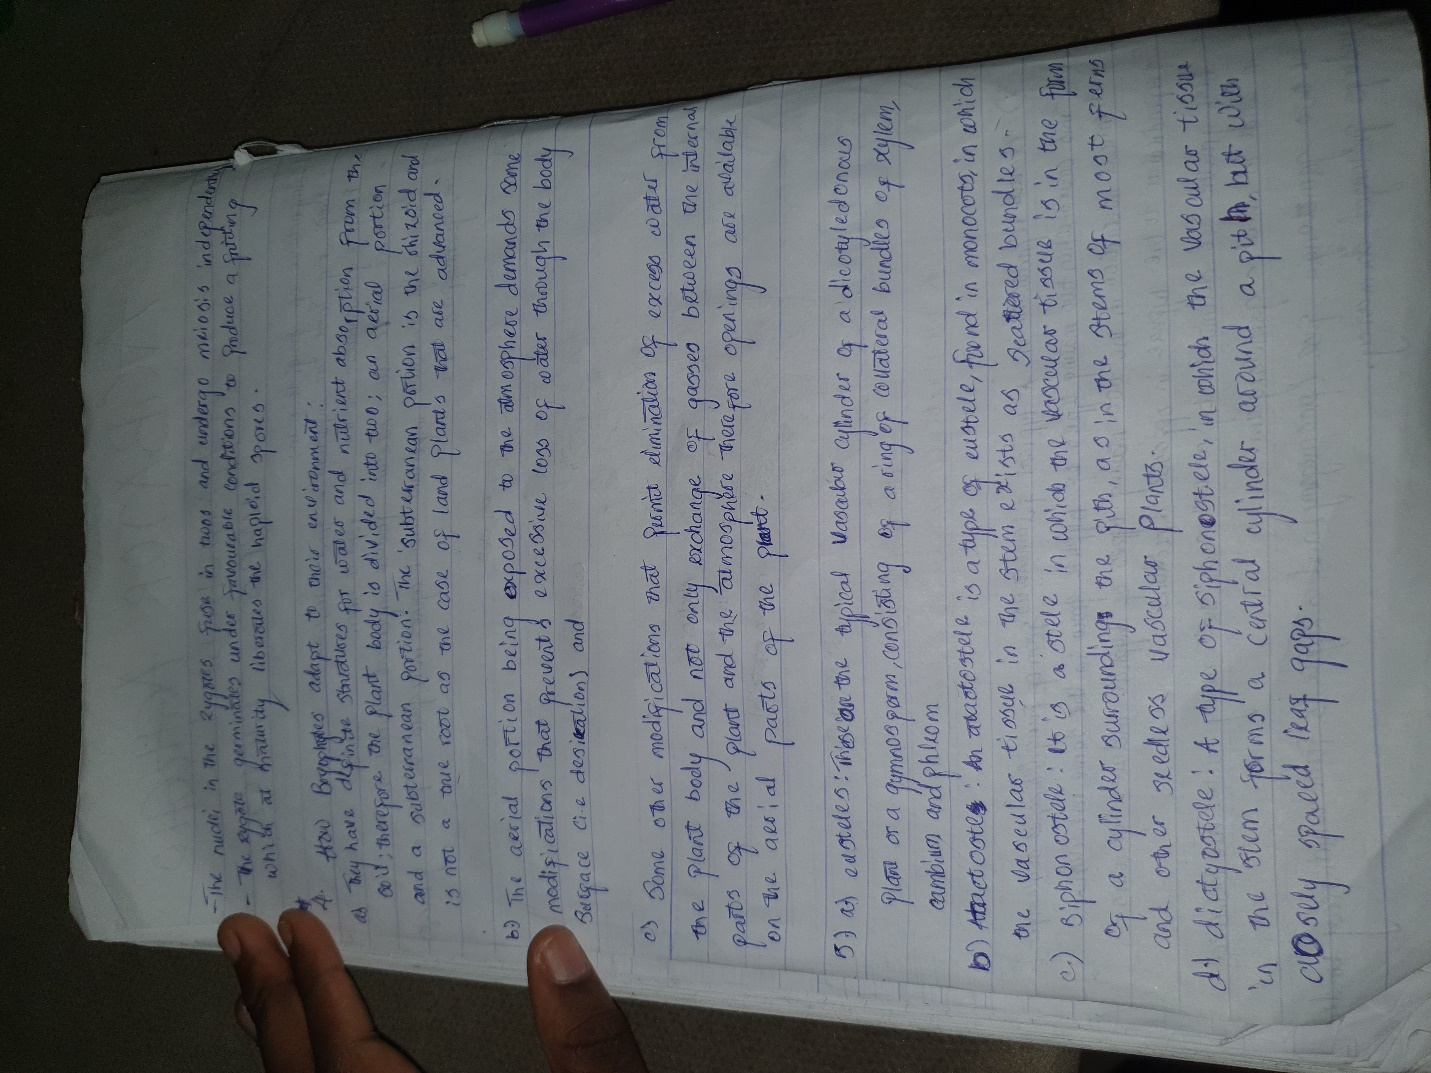 - The nuclei in the zygotes fuse in twos and undergo meiosis independently
- The zygote germinates under favourable conditions to produce a fruiting
which at maturity liberates the haploid spores.
4. How Bryophytes adapt to their environment:
a) They have definite structures for water and nutrient absorption from the
soil; therefore the plant body is divided into two; an aerial portion
and a subterranean portion. The subterranean portion is the rhizoid and
is not a true root as the case of land plants that are advanced.
b) The aerial portion being exposed to the atmosphere demands some
modifications that prevents excessive loss of water through the body
surface (i.e desication) and
c) Some other modifications that permit elimination of excess water from
the plant body and not only exchange of gasses between the internal
parts of the plant and the atmosphere therefore openings are available
on the aerial parts of the plant.
5) a) eusteles: These are the typical vascular cylinder of a dicotyledonous
plant or a gymnosperm, consisting of a ring of collateral bundles of xylem,
cambium and phloem
b) Atactostele: An atactostele is a type of eustele, found in monocots, in which
the vascular tissue in the stem exists as scattered bundles.
c) siphonostele: it is a stele in which the vascular tissue is in the form
of a cylinder surrounding the pith, as in the stems of most ferns
and other seedless vascular plants.
d) dictyostele: A type of siphonostele, in which the vascular tissue
in the stem forms a central cylinder around a pith, but with
closely spaced leaf gaps.